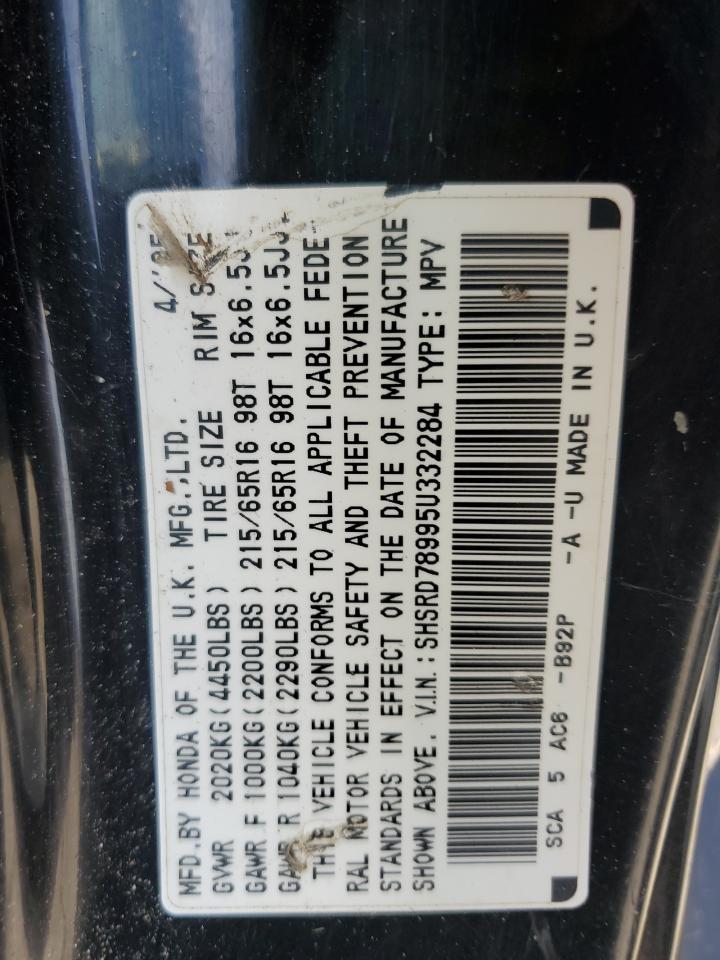 MFD.BY HONDA OF THE U.K. MFG.,LTD. 4/'05
GVWR 2020KG(4450LBS) TIRE SIZE RIM SIZE
GAWR F 1000KG(2200LBS) 215/65R16 98T 16x6.5J
GAWR R 1040KG(2290LBS) 215/65R16 98T 16x6.5JJ
THIS VEHICLE CONFORMS TO ALL APPLICABLE FEDE
RAL MOTOR VEHICLE SAFETY AND THEFT PREVENTION
STANDARDS IN EFFECT ON THE DATE OF MANUFACTURE
SHOWN ABOVE. V.I.N.: SHSRD78995U332284 TYPE: MPV
SCA 5 AC6 -B92P -A -U MADE IN U.K.